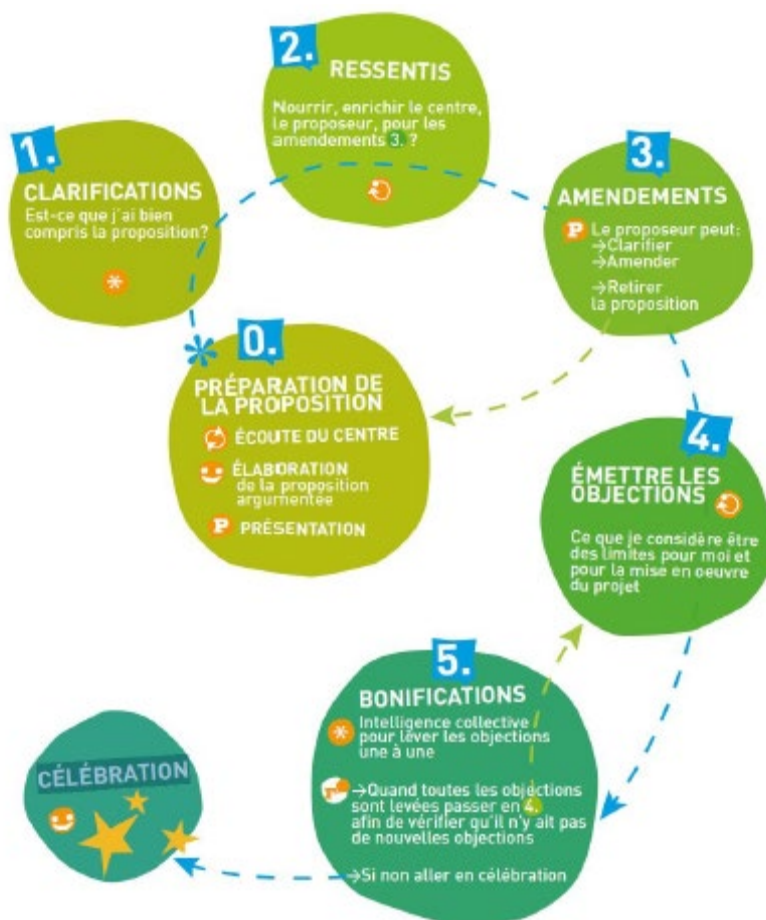 0.
PRÉPARATION DE
LA PROPOSITION
ÉCOUTE DU CENTRE
ÉLABORATION
de la proposition
argumentée
P PRÉSENTATION
1.
CLARIFICATIONS
Est-ce que j'ai bien
compris la proposition?
*
2.
RESSENTIS
Nourrir, enrichir le centre,
le proposeur, pour les
amendements 3. ?
3.
AMENDEMENTS
P Le proposeur peut:
→Clarifier
→Amender
→Retirer
la proposition
4.
ÉMETTRE LES
OBJECTIONS
Ce que je considère être
des limites pour moi et
pour la mise en oeuvre
du projet
5.
BONIFICATIONS
* Intelligence collective
pour lever les objections
une à une
→Quand toutes les objections
sont levées passer en 4.
afin de vérifier qu'il n'y ait pas
de nouvelles objections
→Si non aller en célébration
CÉLÉBRATION